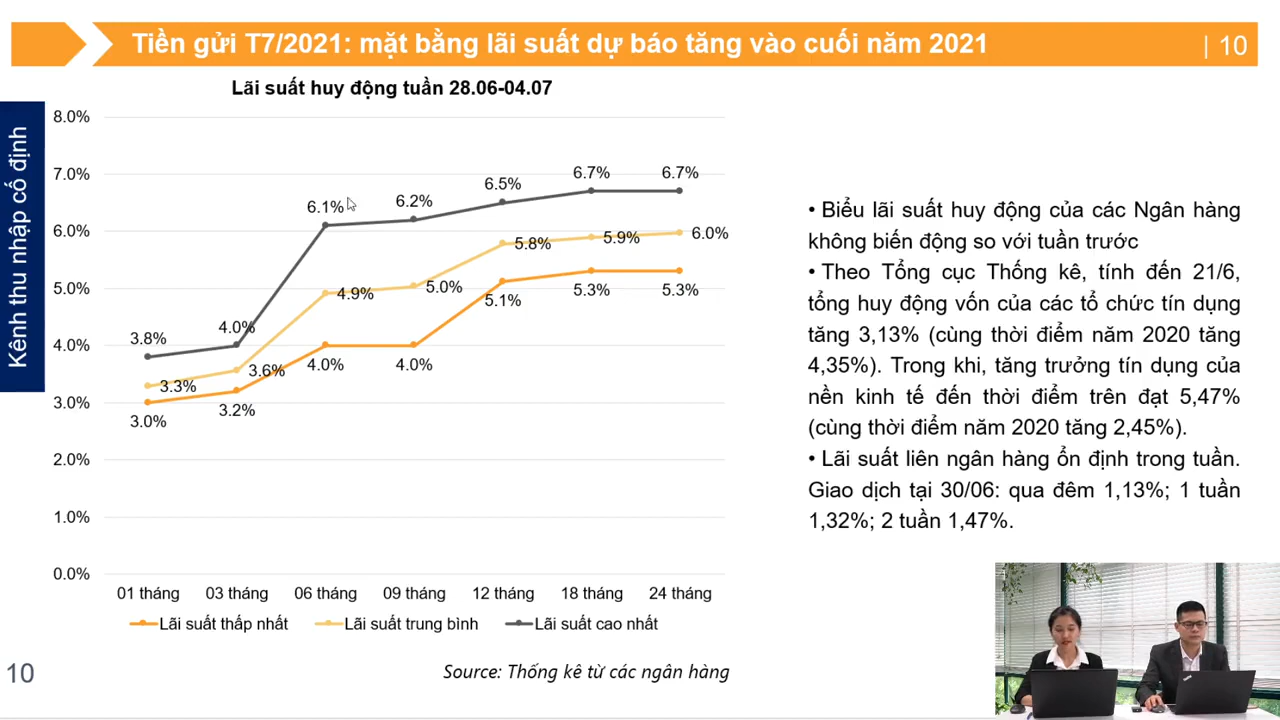 Tiền gửi T7/2021: mặt bằng lãi suất dự báo tăng vào cuối năm 2021
| 10
Kênh thu nhập cố định
Lãi suất huy động tuần 28.06-04.07
8.0%
7.0%
6.0%
5.0%
4.0%
3.0%
2.0%
1.0%
0.0%
3.8%
4.0%
6.1%
6.2%
6.5%
6.7%
6.7%
3.3%
3.6%
4.9%
5.0%
5.8%
5.9%
6.0%
3.0%
3.2%
4.0%
4.0%
5.1%
5.3%
5.3%
01 tháng
03 tháng
06 tháng
09 tháng
12 tháng
18 tháng
24 tháng
Lãi suất thấp nhất
Lãi suất trung bình
Lãi suất cao nhất
• Biểu lãi suất huy động của các Ngân hàng
không biến động so với tuần trước
• Theo Tổng cục Thống kê, tính đến 21/6,
tổng huy động vốn của các tổ chức tín dụng
tăng 3,13% (cùng thời điểm năm 2020 tăng
4,35%). Trong khi, tăng trưởng tín dụng của
nền kinh tế đến thời điểm trên đạt 5,47%
(cùng thời điểm năm 2020 tăng 2,45%).
• Lãi suất liên ngân hàng ổn định trong tuần.
Giao dịch tại 30/06: qua đêm 1,13%; 1 tuần
1,32%; 2 tuần 1,47%.
10
Source: Thống kê từ các ngân hàng